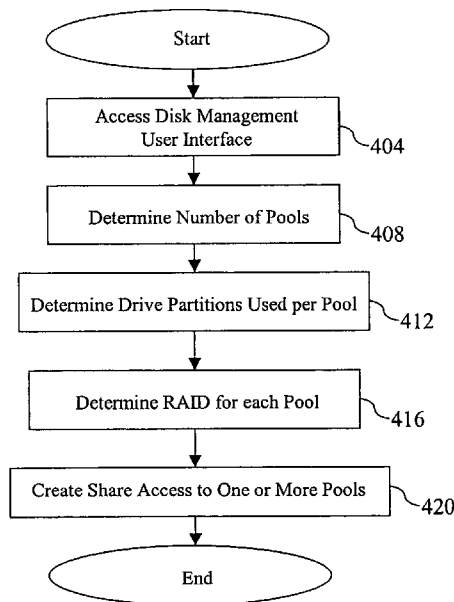 Start
Access Disk Management
User Interface
404
Determine Number of Pools
408
Determine Drive Partitions Used per Pool
412
Determine RAID for each Pool
416
Create Share Access to One or More Pools
420
End